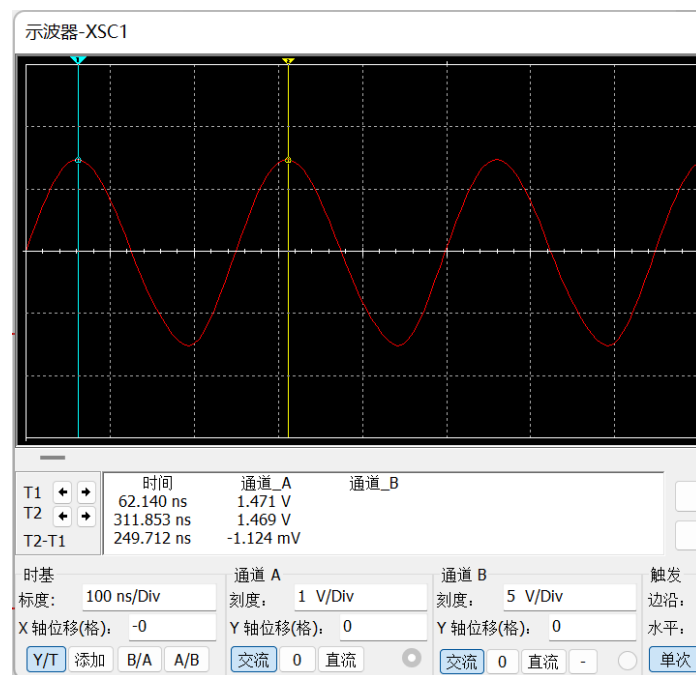 示波器-XSC1
1 2
时间 通道_A 通道_B
T1 62.140 ns 1.471 V
T2 311.853 ns 1.469 V
T2-T1 249.712 ns -1.124 mV
时基 通道 A 通道 B 触发
标度: 100 ns/Div 刻度: 1 V/Div 刻度: 5 V/Div 边沿:
X 轴位移(格): -0 Y 轴位移(格): 0 Y 轴位移(格): 0 水平:
Y/T 添加 B/A A/B 交流 0 直流 交流 0 直流 - 单次